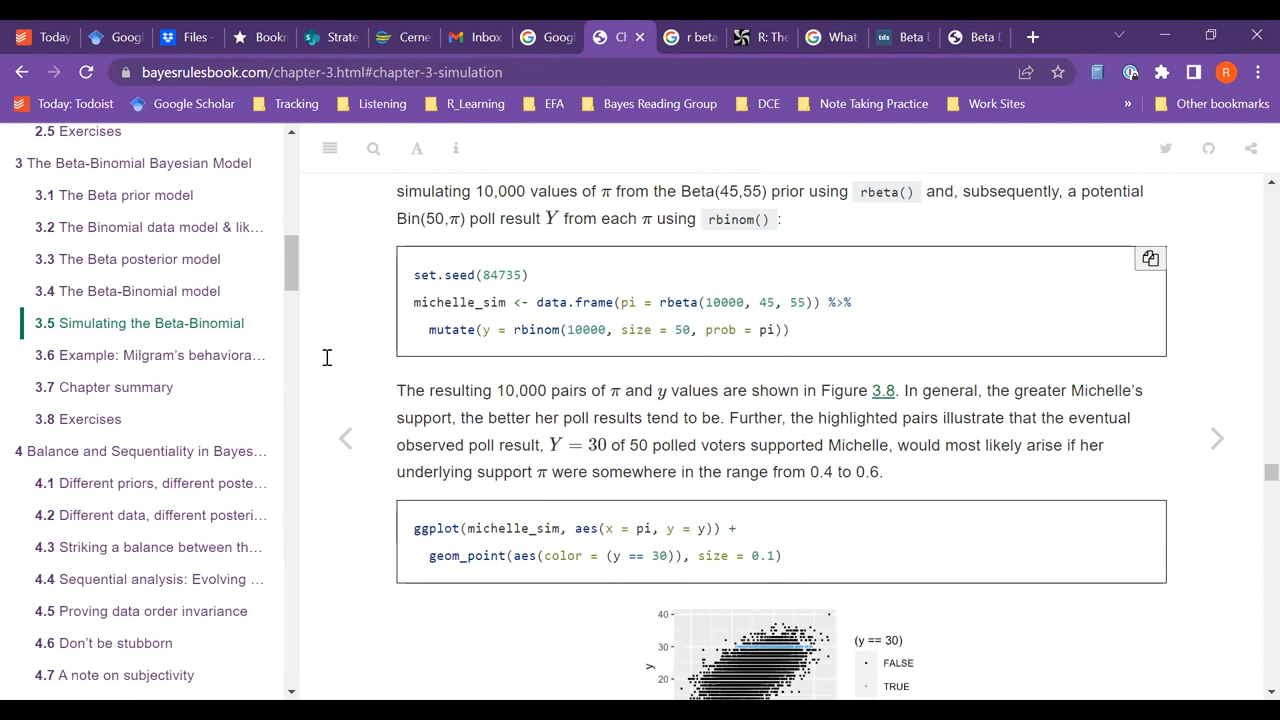 Today
Googl
Files -
Bookn
Strate
Cerne
Inbox
Googl
Cl
r beta
R: The
What
Beta [
Beta [
bayesrulesbook.com/chapter-3.html#chapter-3-simulation
R
Today: Todoist
Google Scholar
Tracking
Listening
R_Learning
EFA
Bayes Reading Group
DCE
Note Taking Practice
Work Sites
»
Other bookmarks
2.5 Exercises
3 The Beta-Binomial Bayesian Model
3.1 The Beta prior model
3.2 The Binomial data model & lik...
3.3 The Beta posterior model
3.4 The Beta-Binomial model
3.5 Simulating the Beta-Binomial
3.6 Example: Milgram's behaviora...
3.7 Chapter summary
3.8 Exercises
4 Balance and Sequentiality in Bayes...
4.1 Different priors, different poste...
4.2 Different data, different posteri...
4.3 Striking a balance between th...
4.4 Sequential analysis: Evolving ...
4.5 Proving data order invariance
4.6 Don't be stubborn
4.7 A note on subjectivity
simulating 10,000 values of π from the Beta(45,55) prior using rbeta() and, subsequently, a potential
Bin(50,π) poll result Y from each π using rbinom() :
set.seed(84735)
michelle_sim <- data.frame(pi = rbeta(10000, 45, 55)) %>%
mutate(y = rbinom(10000, size = 50, prob = pi))
The resulting 10,000 pairs of π and y values are shown in Figure 3.8. In general, the greater Michelle's
support, the better her poll results tend to be. Further, the highlighted pairs illustrate that the eventual
observed poll result, Y = 30 of 50 polled voters supported Michelle, would most likely arise if her
underlying support π were somewhere in the range from 0.4 to 0.6.
ggplot(michelle_sim, aes(x = pi, y = y)) +
geom_point(aes(color = (y == 30)), size = 0.1)
40
30
20
y
(y == 30)
FALSE
TRUE